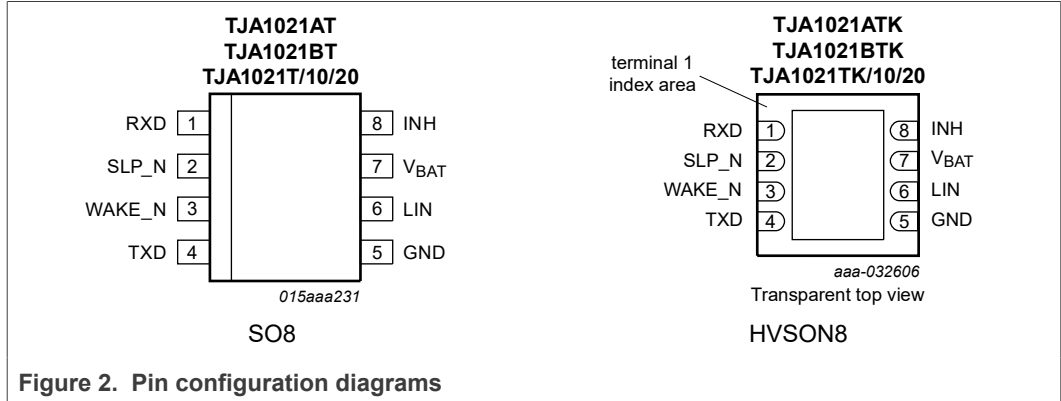 TJA1021AT
TJA1021BT
TJA1021T/10/20
RXD 1
8 INH
SLP_N 2
7 VBAT
WAKE_N 3
6 LIN
TXD 4
5 GND
015aaa231
SO8
TJA1021ATK
TJA1021BTK
TJA1021TK/10/20
terminal 1
index area
RXD 1
8 INH
SLP_N 2
7 VBAT
WAKE_N 3
6 LIN
TXD 4
5 GND
aaa-032606
Transparent top view
HVSON8
Figure 2. Pin configuration diagrams